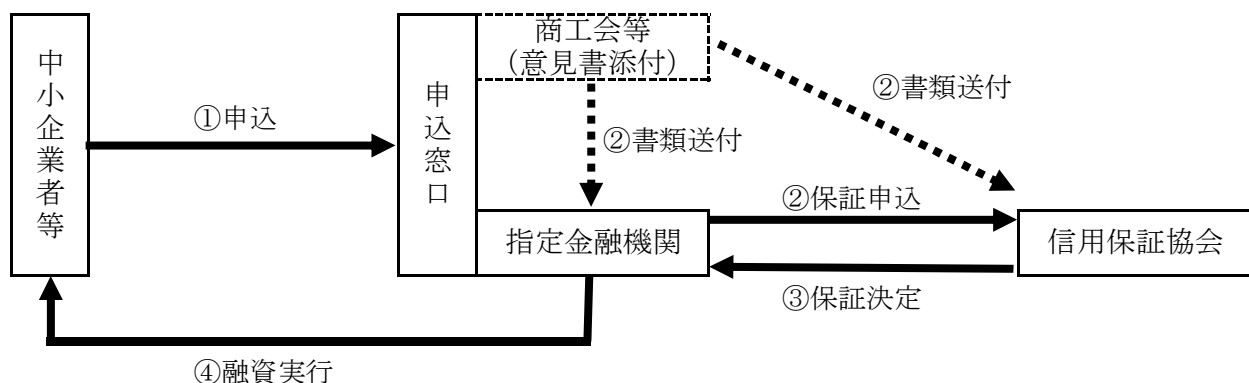 中小企業者等
①申込
申込窓口
商工会等
(意見書添付)
②書類送付
②書類送付
指定金融機関
②保証申込
信用保証協会
③保証決定
④融資実行